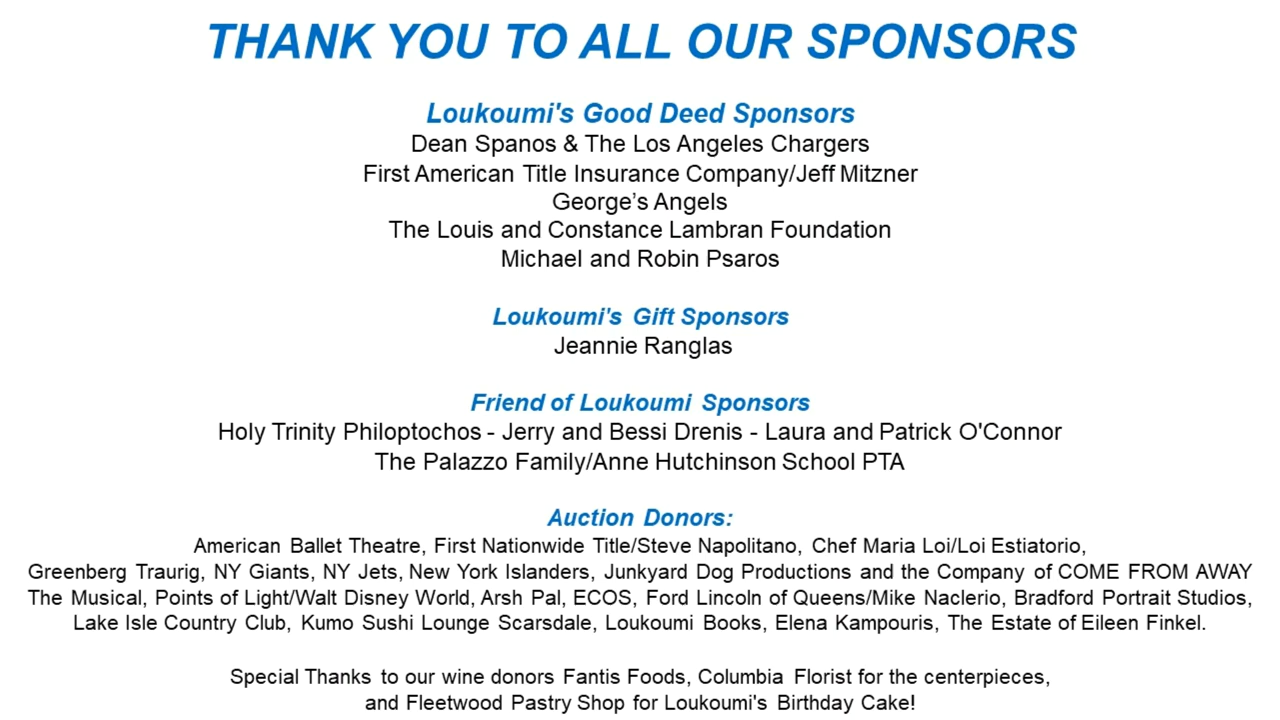 THANK YOU TO ALL OUR SPONSORS
Loukoumi's Good Deed Sponsors
Dean Spanos & The Los Angeles Chargers
First American Title Insurance Company/Jeff Mitzner
George’s Angels
The Louis and Constance Lambran Foundation
Michael and Robin Psaros
Loukoumi's Gift Sponsors
Jeannie Ranglas
Friend of Loukoumi Sponsors
Holy Trinity Philoptochos - Jerry and Bessi Drenis - Laura and Patrick O'Connor
The Palazzo Family/Anne Hutchinson School PTA
Auction Donors:
American Ballet Theatre, First Nationwide Title/Steve Napolitano, Chef Maria Loi/Loi Estiatorio,
Greenberg Traurig, NY Giants, NY Jets, New York Islanders, Junkyard Dog Productions and the Company of COME FROM AWAY
The Musical, Points of Light/Walt Disney World, Arsh Pal, ECOS, Ford Lincoln of Queens/Mike Naclerio, Bradford Portrait Studios,
Lake Isle Country Club, Kumo Sushi Lounge Scarsdale, Loukoumi Books, Elena Kampouris, The Estate of Eileen Finkel.
Special Thanks to our wine donors Fantis Foods, Columbia Florist for the centerpieces,
and Fleetwood Pastry Shop for Loukoumi's Birthday Cake!